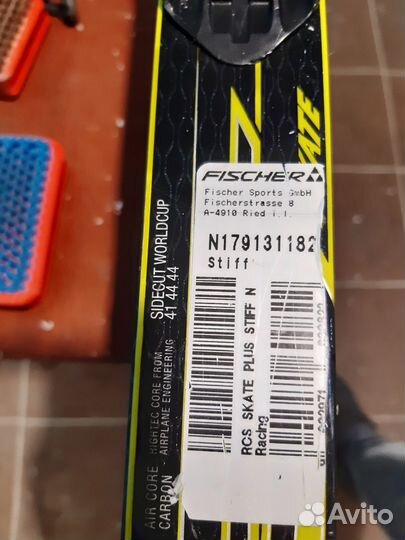 SKATE
FISCHER
Fischer Sports GmbH
Fischerstrasse 8
A-4910 Ried i.I.
N179131182
Stiff
RCS SKATE PLUS STIFF N
Racing
SIDECUT WORLDCUP
41 44 44
HIGHTEC CORE FROM
AIRPLANE ENGINEERING
AIR CORE
CARBON
Avito